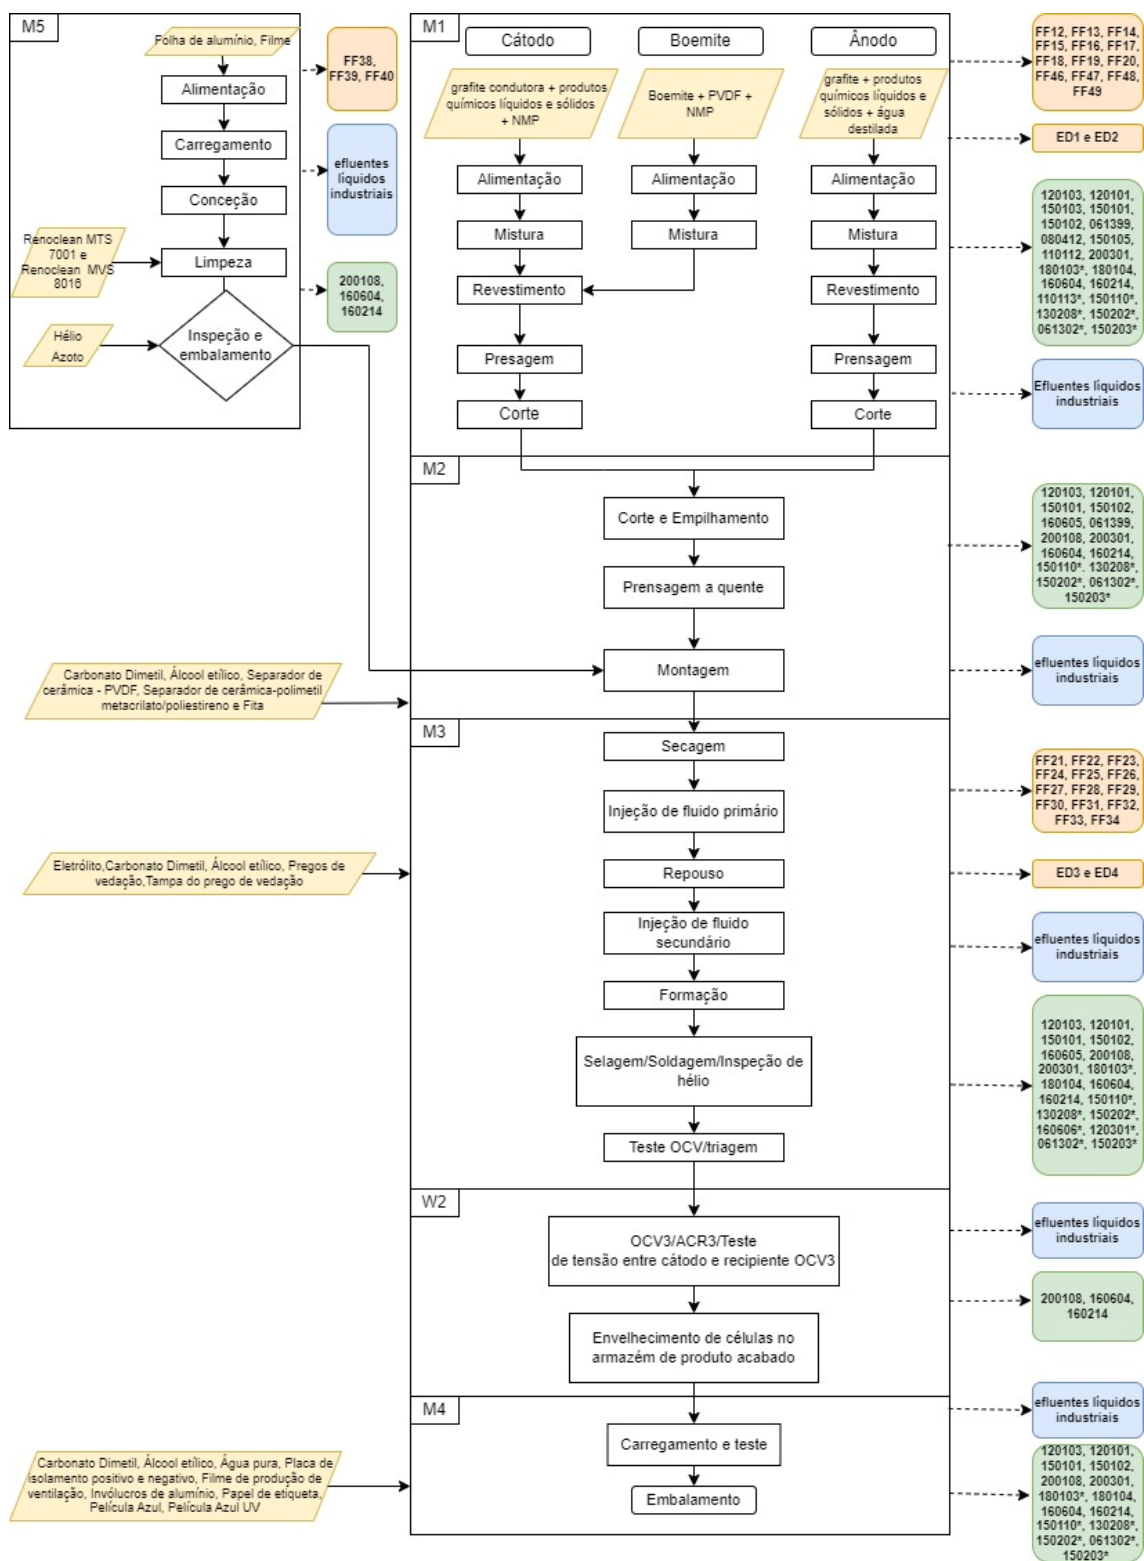 M5
Folha de alumínio, Filme
Alimentação
Carregamento
Conceção
Renoclean MTS
7001 e
Renoclean MVS
8016
Limpeza
Hélio
Azoto
Inspeção e
embalamento
FF38,
FF39, FF40
efluentes
líquidos
industriais
200108,
160604,
160214
M1
Cátodo
Boemite
Ânodo
grafite condutora + produtos
químicos líquidos e sólidos
+ NMP
Boemite + PVDF +
NMP
grafite + produtos
químicos líquidos e
sólidos + água
destilada
Alimentação
Alimentação
Alimentação
Mistura
Mistura
Mistura
Revestimento
Revestimento
Presagem
Prensagem
Corte
Corte
FF12, FF13, FF14,
FF15, FF16, FF17,
FF18, FF19, FF20,
FF46, FF47, FF48,
FF49
ED1 e ED2
120103, 120101,
150103, 150101,
150102, 061399,
080412, 150105,
110112, 200301,
180103*, 180104,
160604, 160214,
110113*, 150110*,
130208*, 150202*,
061302*, 150203*
Efluentes líquidos
industriais
M2
Corte e Empilhamento
Prensagem a quente
Montagem
Carbonato Dimetil, Álcool etílico, Separador de
cerâmica - PVDF, Separador de cerâmica-polimetil
metacrilato/poliestireno e Fita
120103, 120101,
150101, 150102,
160605, 061399,
200108, 200301,
160604, 160214,
150110*. 130208*,
150202*, 061302*,
150203*
efluentes líquidos
industriais
M3
Secagem
Injeção de fluido primário
Repouso
Injeção de fluido
secundário
Formação
Selagem/Soldagem/Inspeção de
hélio
Teste OCV/triagem
Eletrólito,Carbonato Dimetil, Álcool etílico, Pregos de
vedação,Tampa do prego de vedação
FF21, FF22, FF23,
FF24, FF25, FF26,
FF27, FF28, FF29,
FF30, FF31, FF32,
FF33, FF34
ED3 e ED4
efluentes líquidos
industriais
120103, 120101,
150101, 150102,
160605, 200108,
200301, 180103*,
180104, 160604,
160214, 150110*,
130208*, 150202*,
160606*, 120301*,
061302*, 150203*
W2
OCV3/ACR3/Teste
de tensão entre cátodo e recipiente OCV3
Envelhecimento de células no
armazém de produto acabado
efluentes líquidos
industriais
200108, 160604,
160214
M4
Carregamento e teste
Embalamento
Carbonato Dimetil, Álcool etílico, Água pura, Placa de
isolamento positivo e negativo, Filme de produção de
ventilação, Invólucros de alumínio, Papel de etiqueta,
Película Azul, Película Azul UV
efluentes líquidos
industriais
120103, 120101,
150101, 150102,
200108, 200301,
180103*, 180104,
160604, 160214,
150110*, 130208*,
150202*, 061302*,
150203*